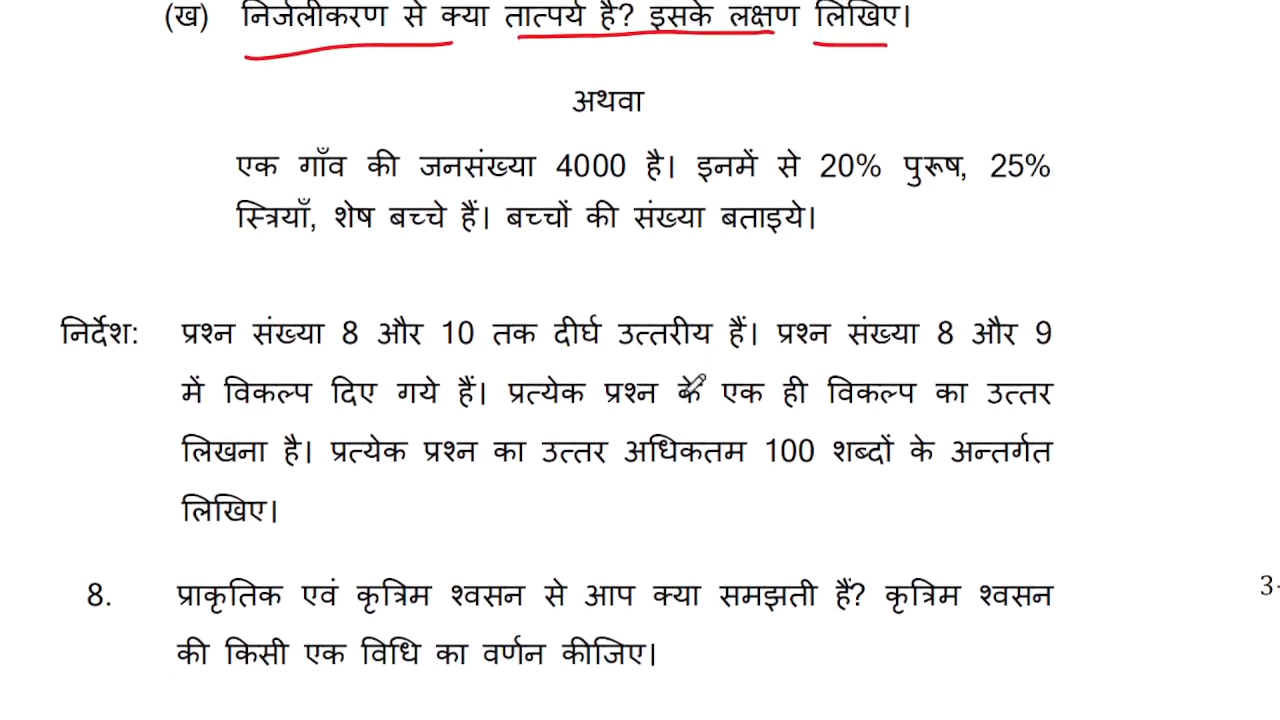 (ख) निर्जलीकरण से क्या तात्पर्य है? इसके लक्षण लिखिए।
अथवा
एक गाँव की जनसंख्या 4000 है। इनमें से 20% पुरूष, 25%
स्त्रियाँ, शेष बच्चे हैं। बच्चों की संख्या बताइये।
निर्देश: प्रश्न संख्या 8 और 10 तक दीर्घ उत्तरीय हैं। प्रश्न संख्या 8 और 9
में विकल्प दिए गये हैं। प्रत्येक प्रश्न के एक ही विकल्प का उत्तर
लिखना है। प्रत्येक प्रश्न का उत्तर अधिकतम 100 शब्दों के अन्तर्गत
लिखिए।
8. प्राकृतिक एवं कृत्रिम श्वसन से आप क्या समझती हैं? कृत्रिम श्वसन
की किसी एक विधि का वर्णन कीजिए।